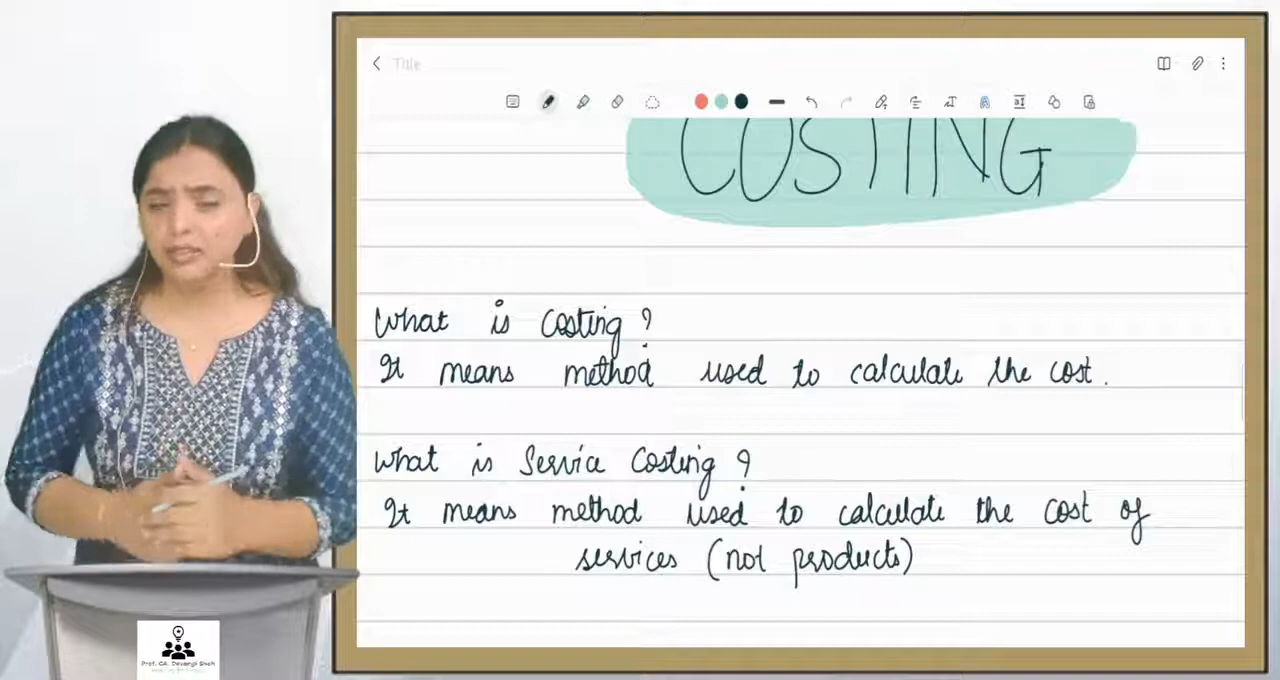 Title
COSTING
What is Costing ?
It means method used to calculate the cost.
What is Service Costing ?
It means method used to calculate the cost of
services (not products)
Prof. CA. Devangi Shah